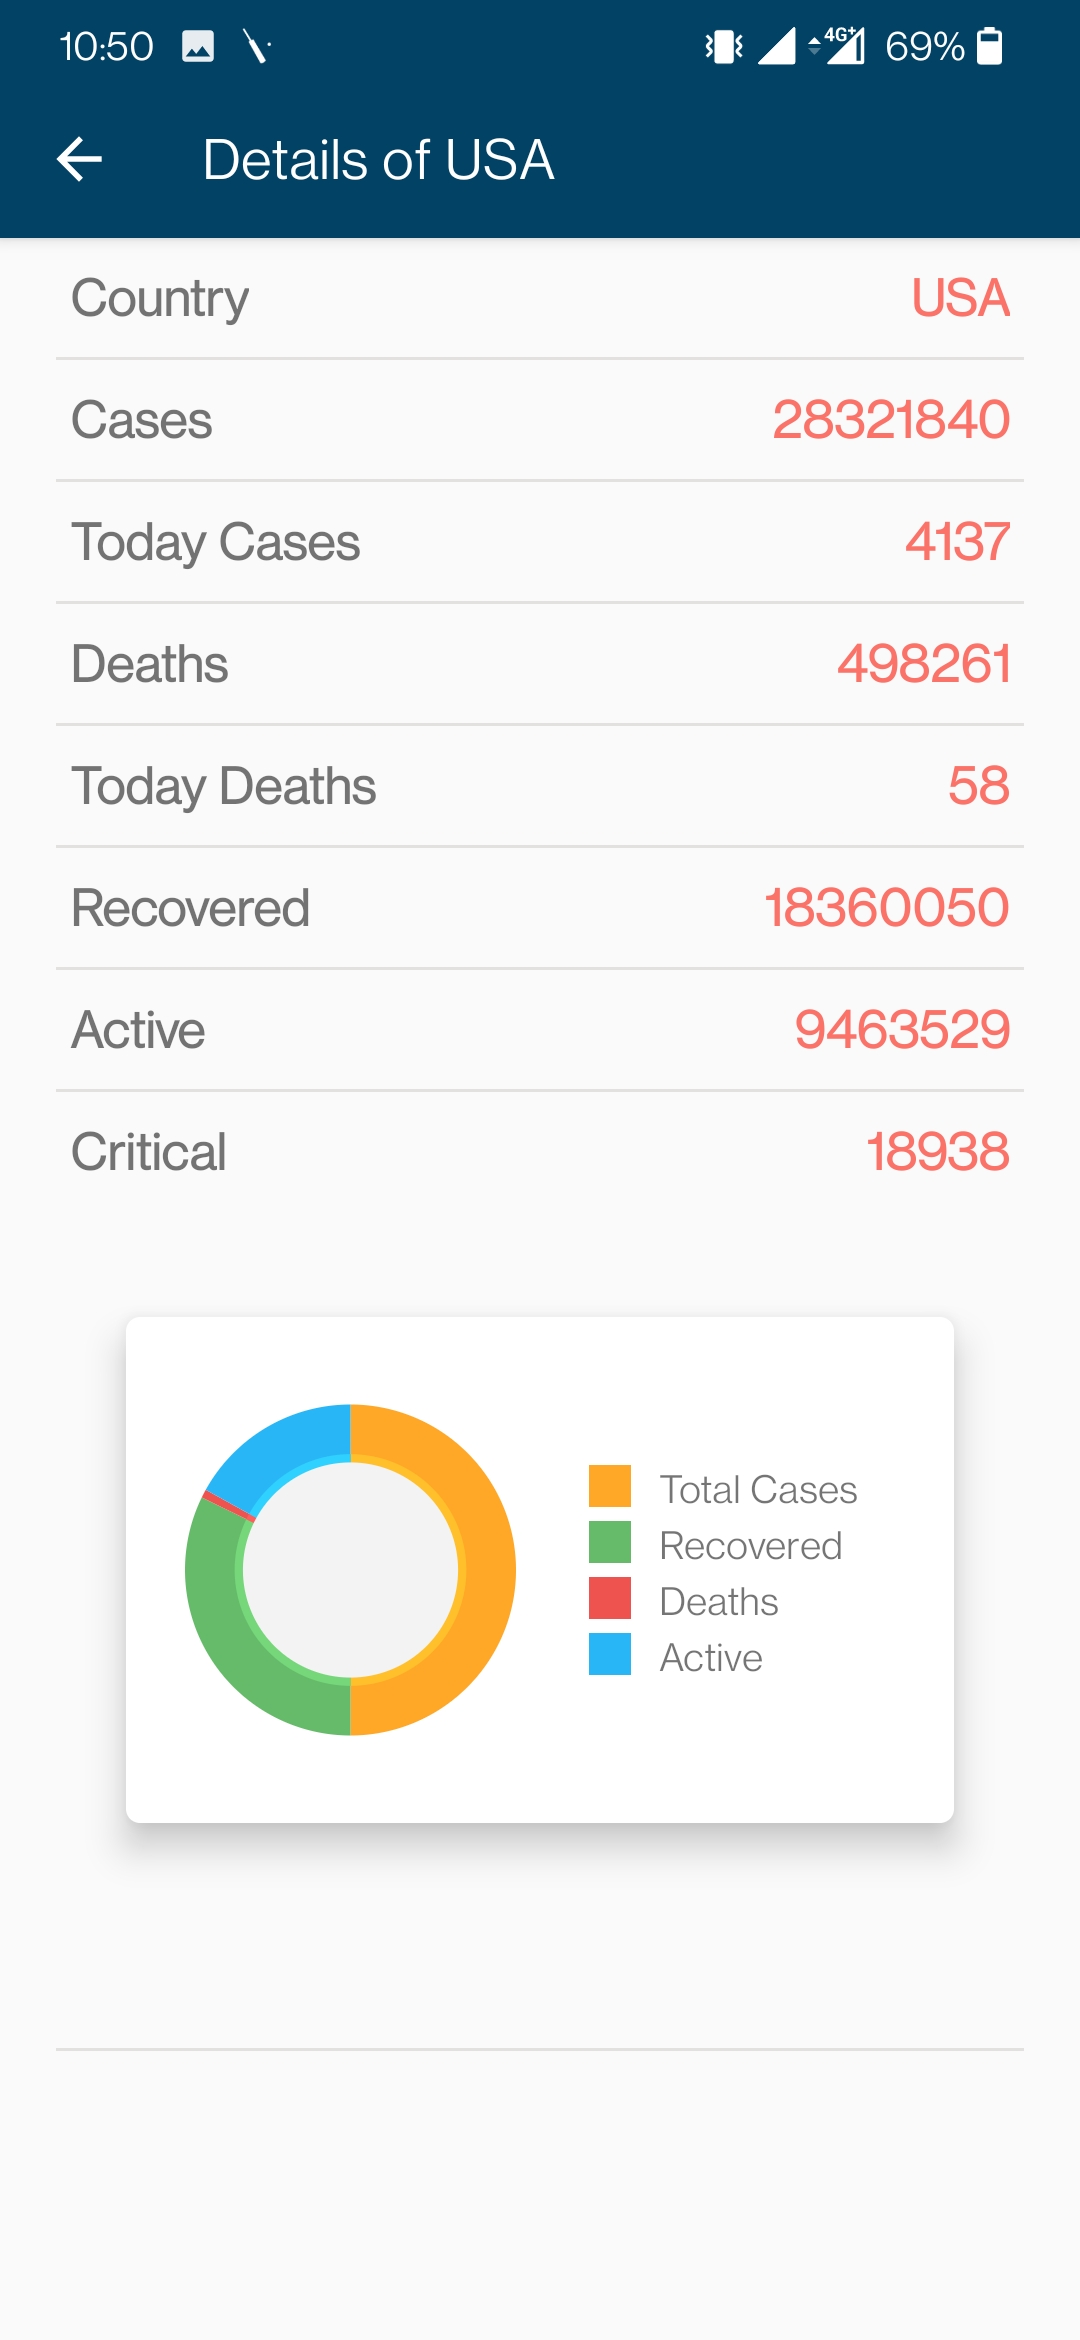 10:50 4G+ 69%
Details of USA
Country USA
Cases 28321840
Today Cases 4137
Deaths 498261
Today Deaths 58
Recovered 18360050
Active 9463529
Critical 18938
Total Cases
Recovered
Deaths
Active